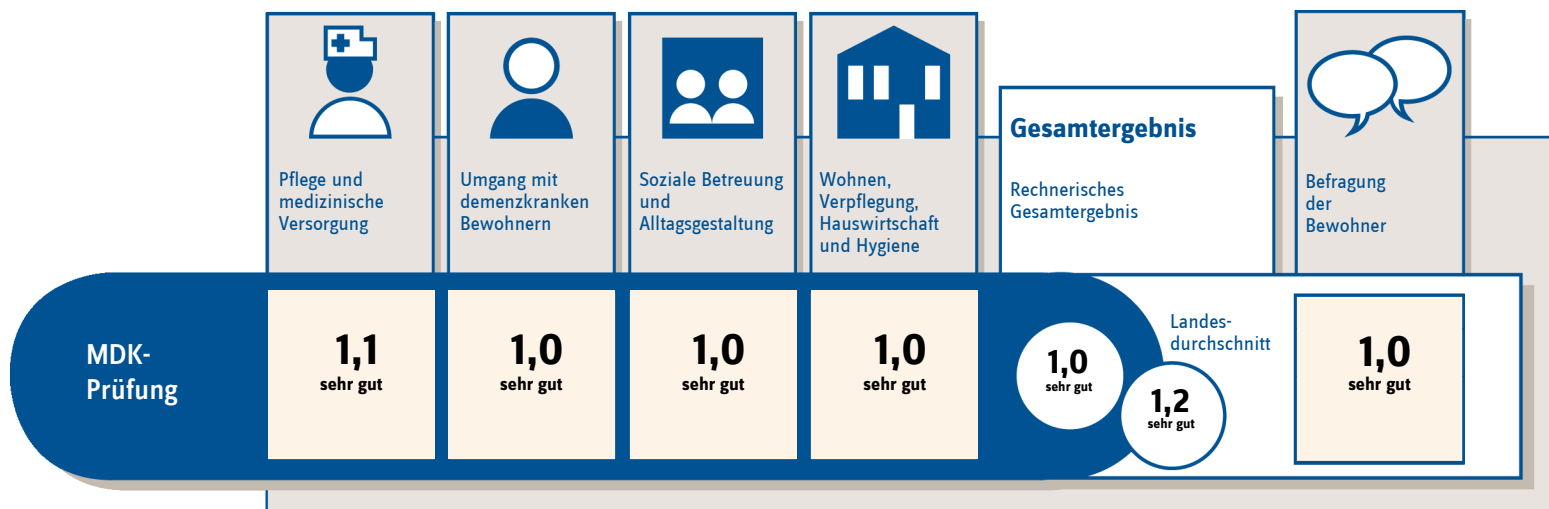 Pflege und
medizinische
Versorgung
Umgang mit
demenzkranken
Bewohnern
Soziale Betreuung
und
Alltagsgestaltung
Wohnen,
Verpflegung,
Hauswirtschaft
und Hygiene
Gesamtergebnis
Rechnerisches
Gesamtergebnis
Befragung
der
Bewohner
MDK-
Prüfung
1,1
sehr gut
1,0
sehr gut
1,0
sehr gut
1,0
sehr gut
1,0
sehr gut
Landes-
durchschnitt
1,2
sehr gut
1,0
sehr gut